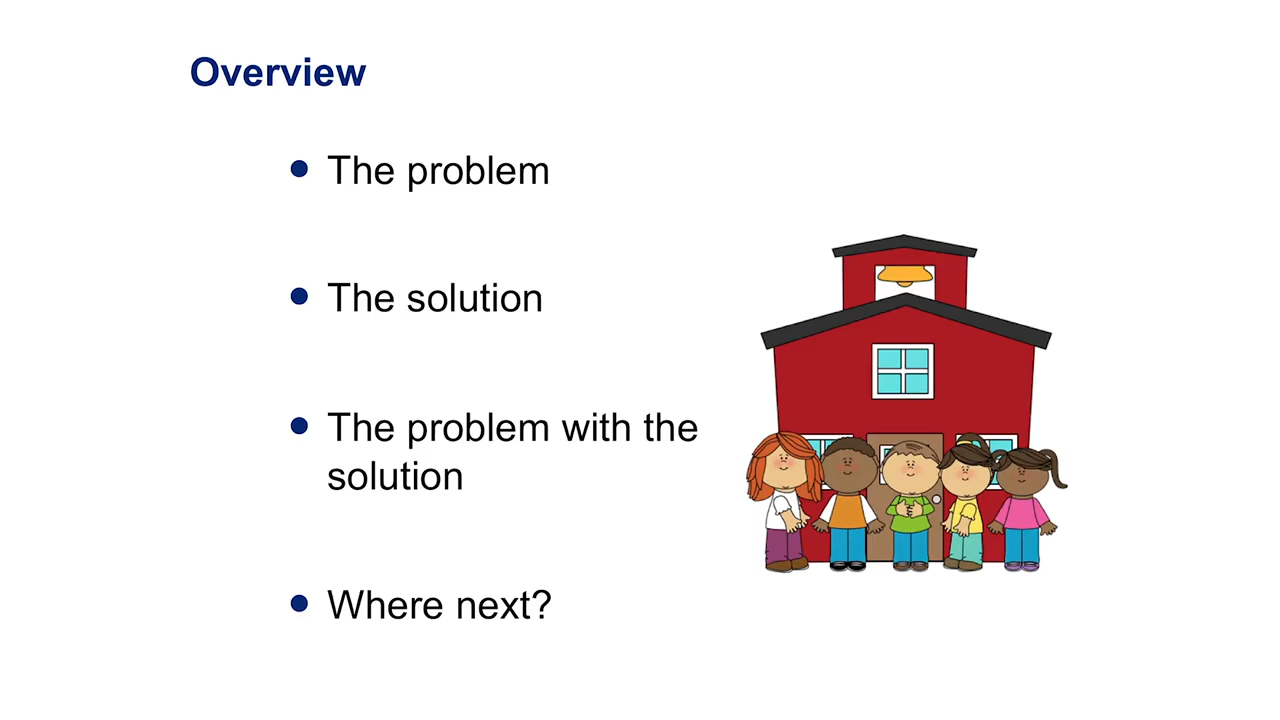 Overview
The problem
The solution
The problem with the
solution
Where next?